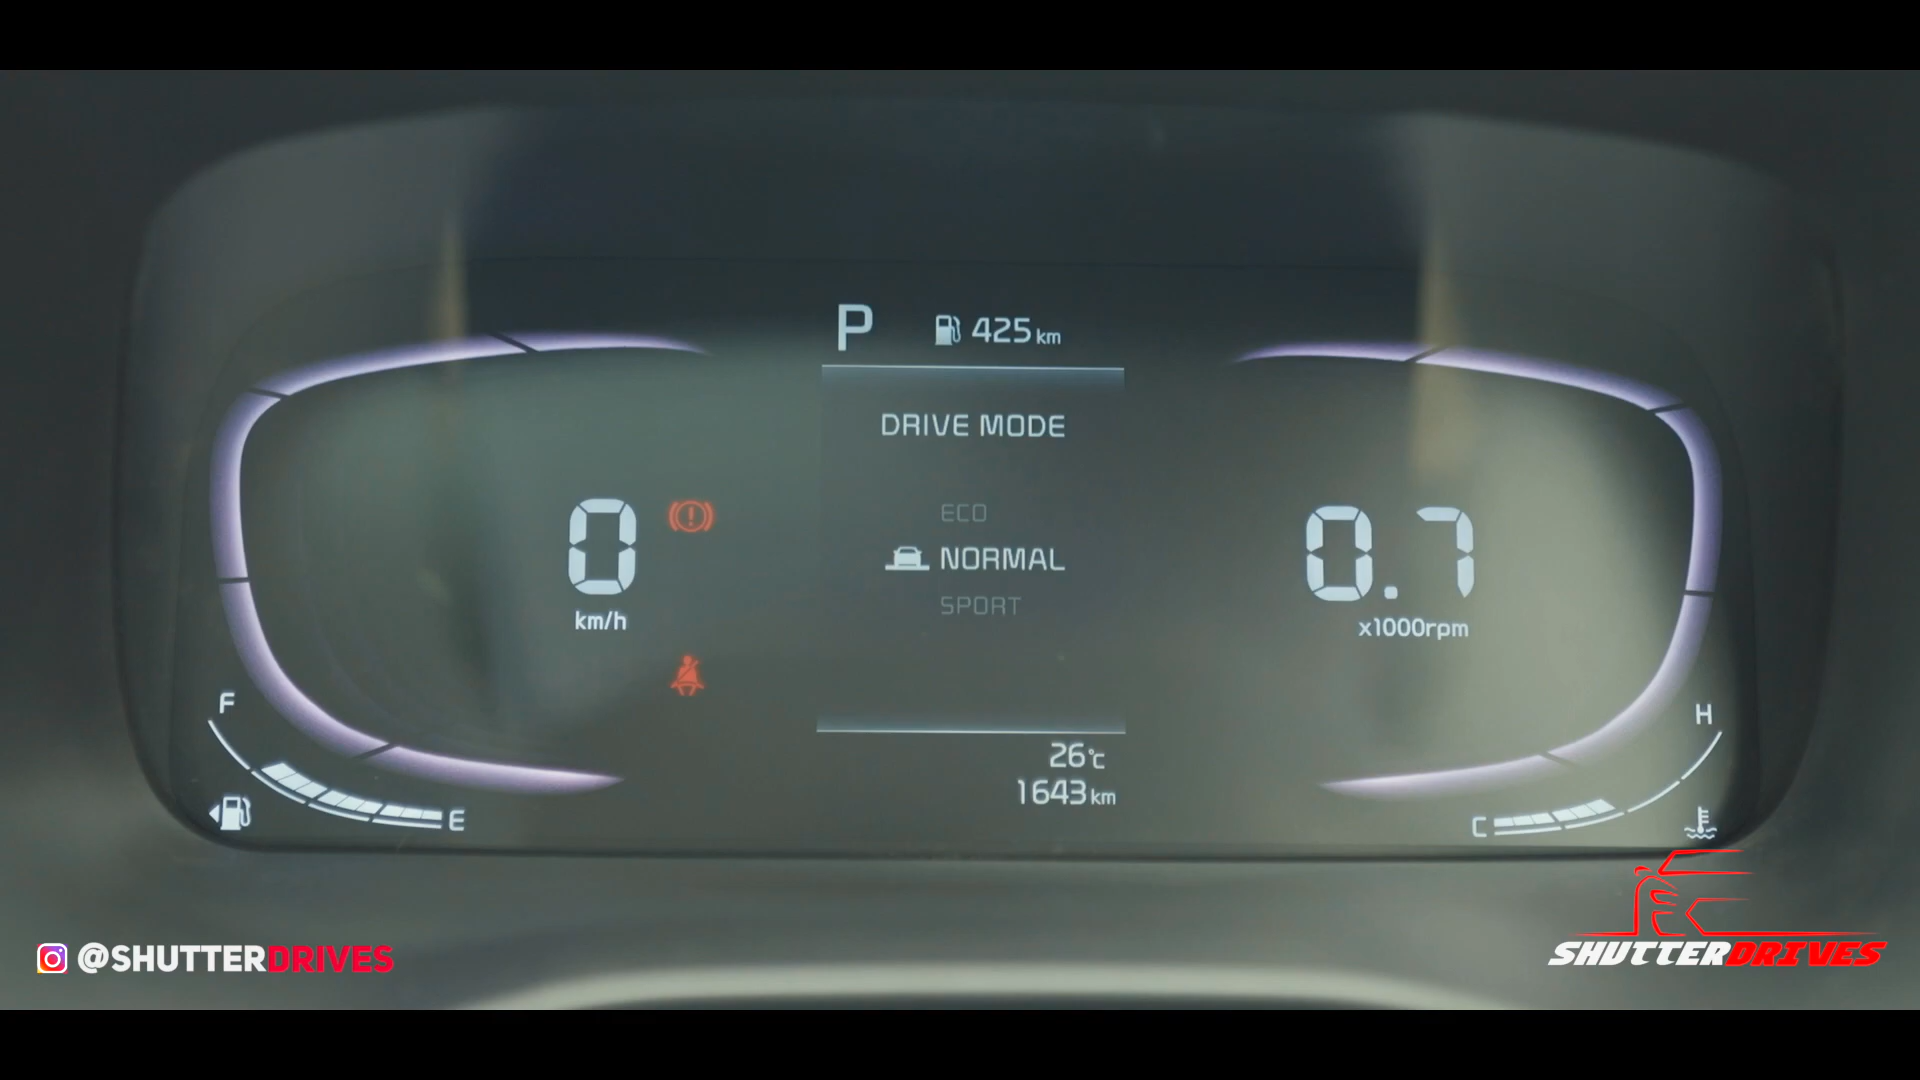 P 425 km
DRIVE MODE
ECO
NORMAL
SPORT
0
km/h
0.7
x1000rpm
F
E
H
C
26°C
1643 km
@SHUTTERDRIVES
SHUTTERDRIVES